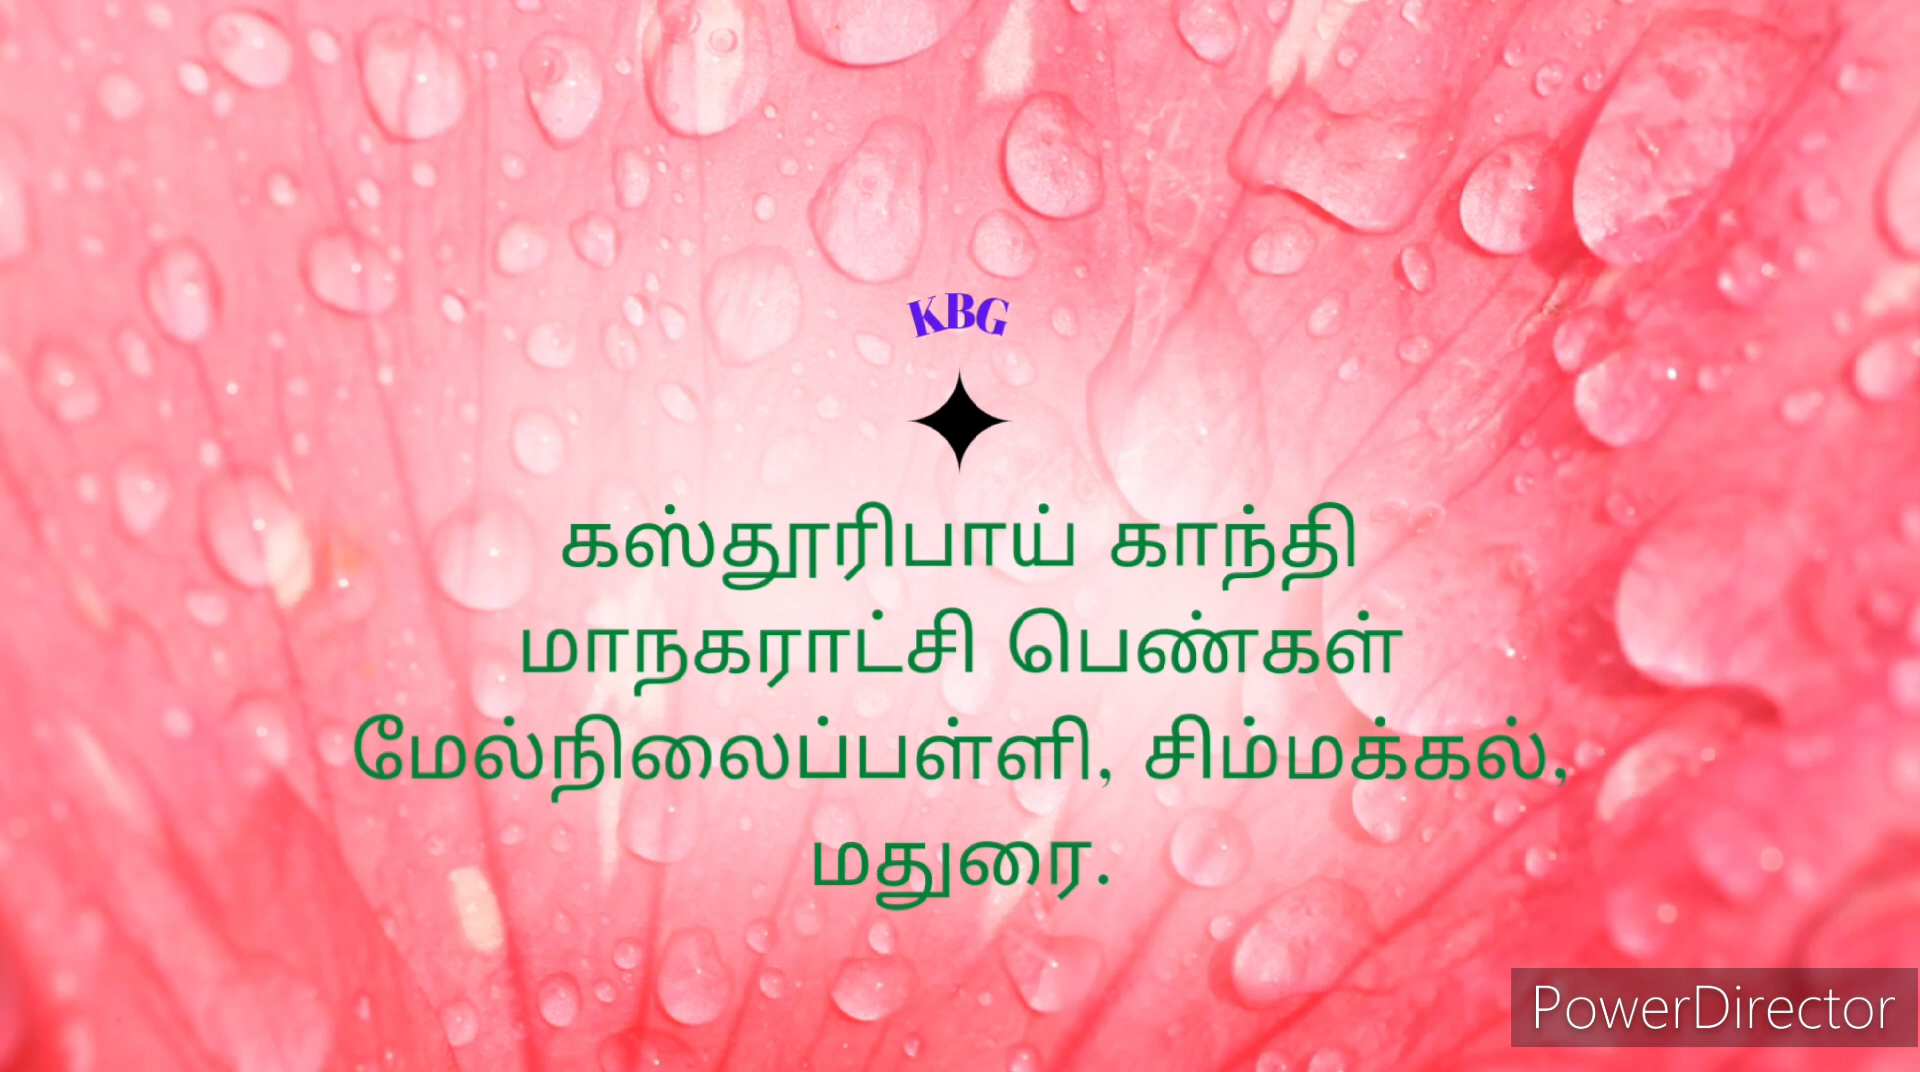 KBG
கஸ்தூரிபாய் காந்தி
மாநகராட்சி பெண்கள்
மேல்நிலைப்பள்ளி, சிம்மக்கல்,
மதுரை.
PowerDirector